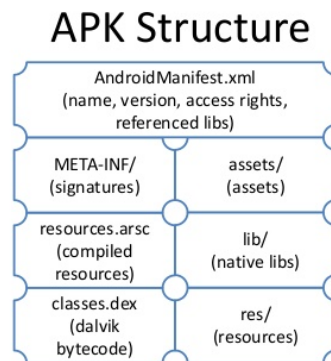 APK Structure
AndroidManifest.xml
(name, version, access rights,
referenced libs)
META-INF/
(signatures)
assets/
(assets)
resources.arsc
(compiled
resources)
lib/
(native libs)
classes.dex
(dalvik
bytecode)
res/
(resources)